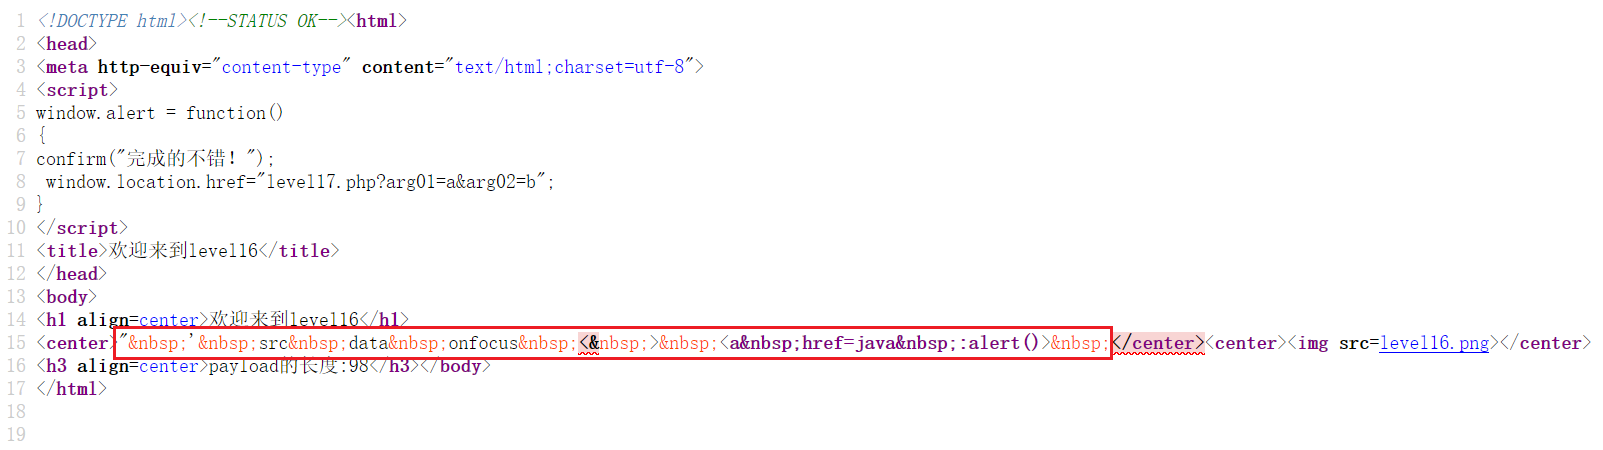 1 <!DOCTYPE html><!--STATUS OK--><html>
2 <head>
3 <meta http-equiv="content-type" content="text/html;charset=utf-8">
4 <script>
5 window.alert = function()
6 {
7 confirm("完成的不错！");
8  window.location.href="level17.php?arg01=a&arg02=b";
9 }
10 </script>
11 <title>欢迎来到level16</title>
12 </head>
13 <body>
14 <h1 align=center>欢迎来到level16</h1>
15 <center>"&nbsp;'&nbsp;src&nbsp;data&nbsp;onfocus&nbsp;<&nbsp;>&nbsp;<a&nbsp;href=java&nbsp;:alert()>&nbsp;</center><center><img src=level16.png></center>
16 <h3 align=center>payload的长度:98</h3></body>
17 </html>
18
19